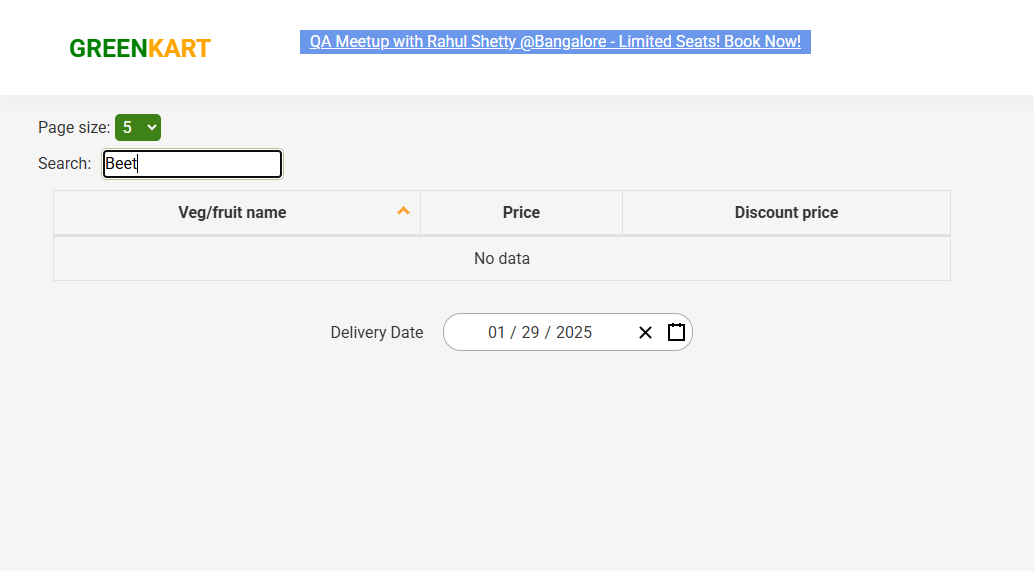 GREENKART
QA Meetup with Rahul Shetty @Bangalore - Limited Seats! Book Now!
Page size: 5
Search: Beet
Veg/fruit name Price Discount price
No data
Delivery Date 01 / 29 / 2025